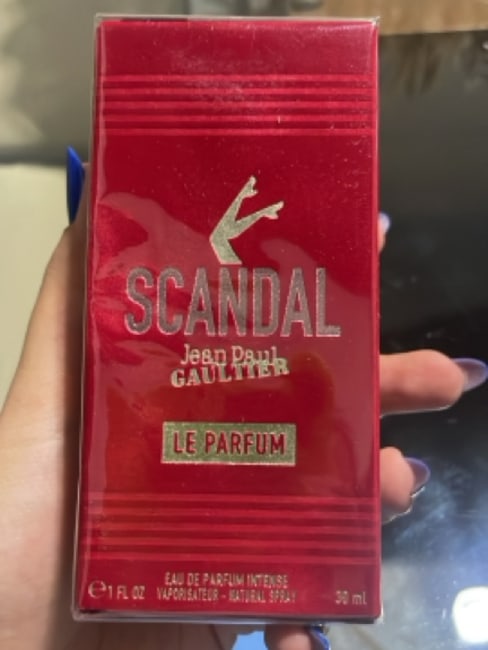 SCANDAL
Jean Paul
GAULTIER
LE PARFUM
EAU DE PARFUM INTENSE
℮1 FL OZ VAPORISATEUR - NATURAL SPRAY 30 ml